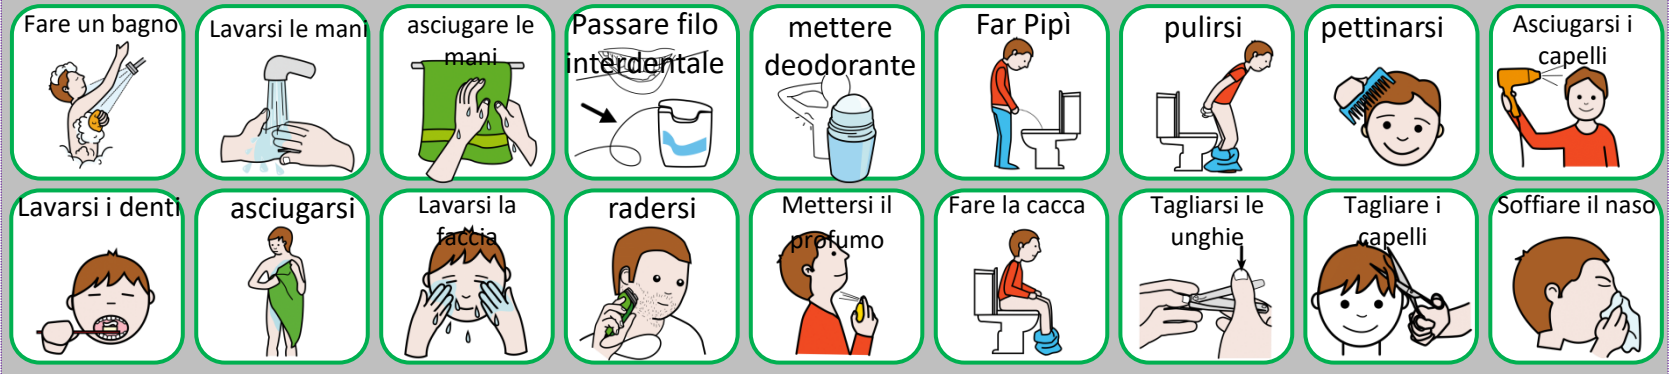 Fare un bagno
Lavarsi le mani
asciugare le
mani
Passare filo
interdentale
mettere
deodorante
Far Pipì
pulirsi
pettinarsi
Asciugarsi i
capelli
Lavarsi i denti
asciugarsi
Lavarsi la
faccia
radersi
Mettersi il
profumo
Fare la cacca
Tagliarsi le
unghie
Tagliare i
capelli
Soffiare il naso